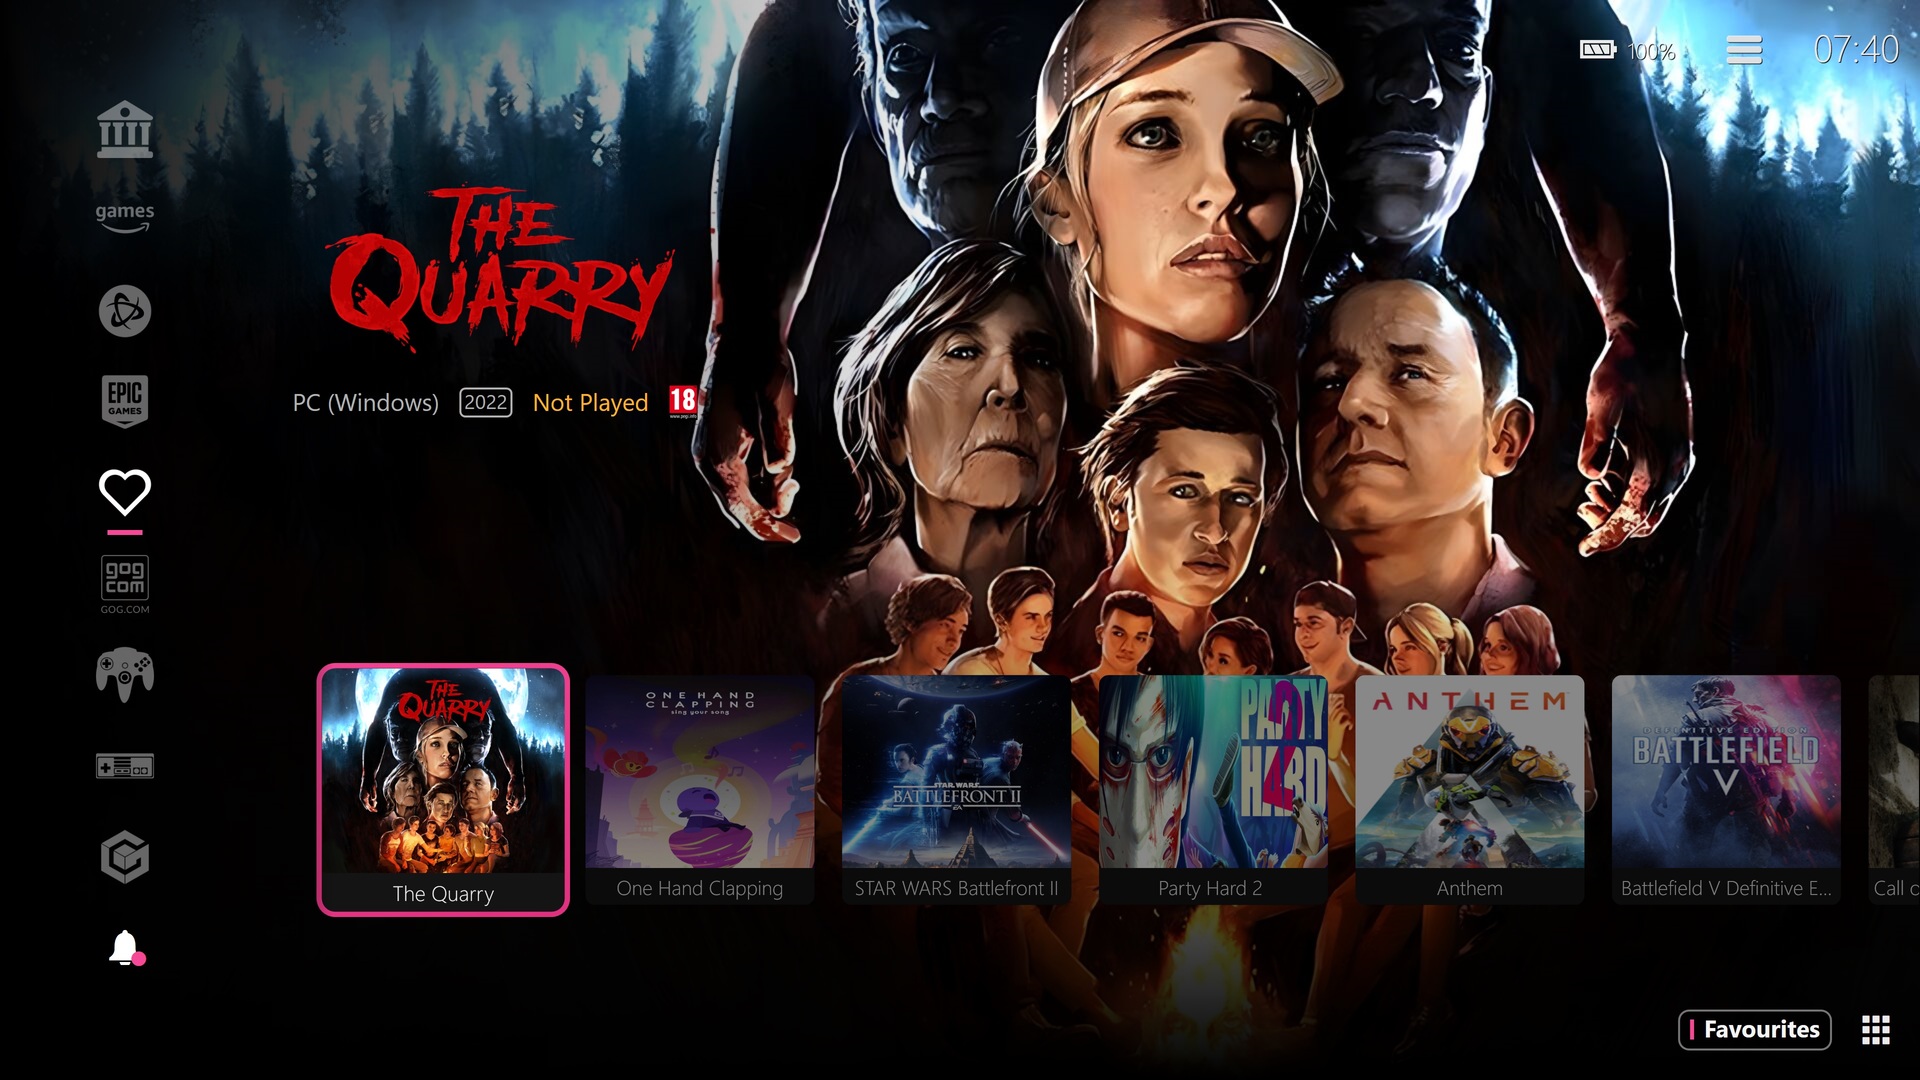 100%
07:40
games
EPIC
GAMES
gog
com
GOG.COM
THE
QUARRY
PC (Windows)
2022
Not Played
18
THE
QUARRY
The Quarry
ONE HAND
CLAPPING
sing your song
One Hand Clapping
STAR WARS
BATTLEFRONT II
EA
STAR WARS Battlefront II
PARTY
HARD
2
Party Hard 2
ANTHEM
Anthem
DEFINITIVE EDITION
BATTLEFIELD
V
Battlefield V Definitive E...
Call
Favourites